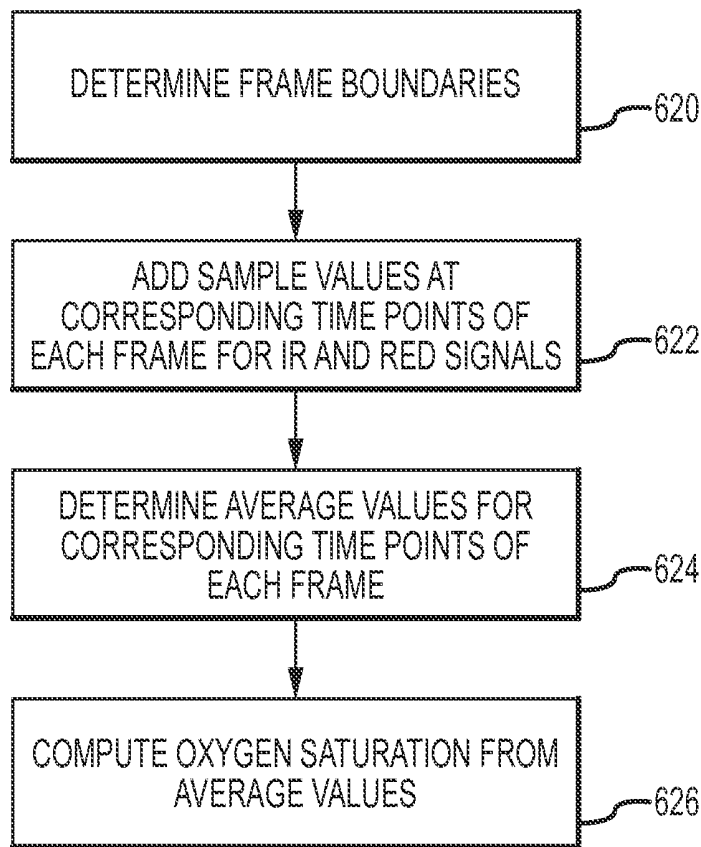 DETERMINE FRAME BOUNDARIES
620
ADD SAMPLE VALUES AT
CORRESPONDING TIME POINTS OF
EACH FRAME FOR IR AND RED SIGNALS
622
DETERMINE AVERAGE VALUES FOR
CORRESPONDING TIME POINTS OF
EACH FRAME
624
COMPUTE OXYGEN SATURATION FROM
AVERAGE VALUES
626